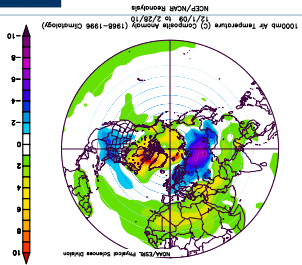 NOAA/ESRL Physical Sciences Division
10
8
6
4
2
0
-2
-4
-6
-8
-10
1000mb Air Temperature (C) Composite Anomaly (1968-1996 Climatology)
12/1/09 to 2/28/10
NCEP/NCAR Reanalysis